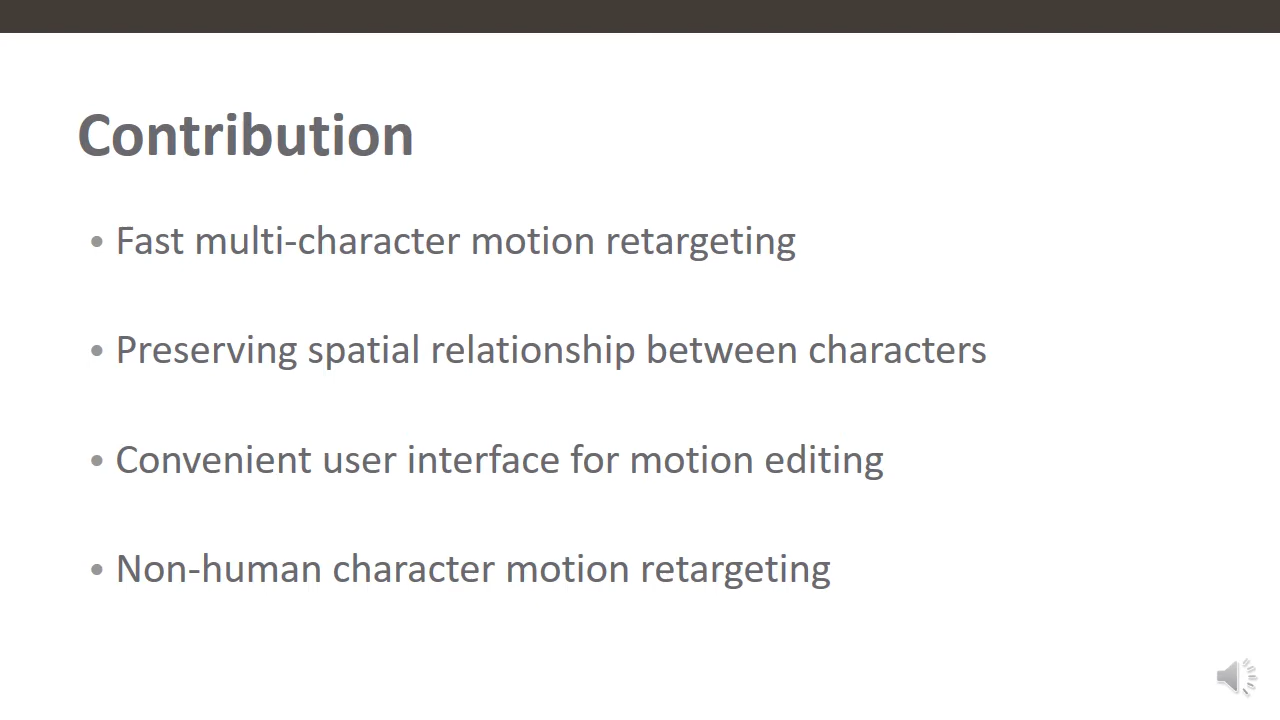 Contribution
• Fast multi-character motion retargeting
• Preserving spatial relationship between characters
• Convenient user interface for motion editing
• Non-human character motion retargeting